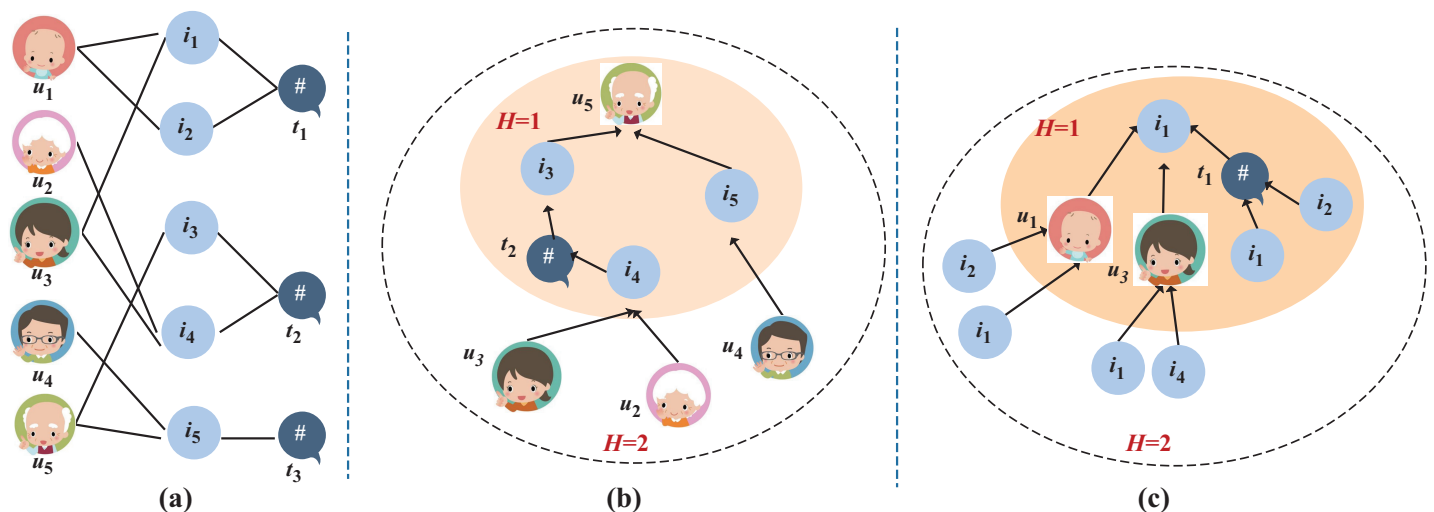 i1
#
u1
t1
i2
u2
i3
u3
#
t2
i4
u4
i5
#
t3
u5
(a)
u5
H=1
i3
i5
t2
#
i4
u3
u4
u2
H=2
(b)
H=1
i1
t1
#
u1
i2
i2
u3
i1
i1
i1
i4
H=2
(c)